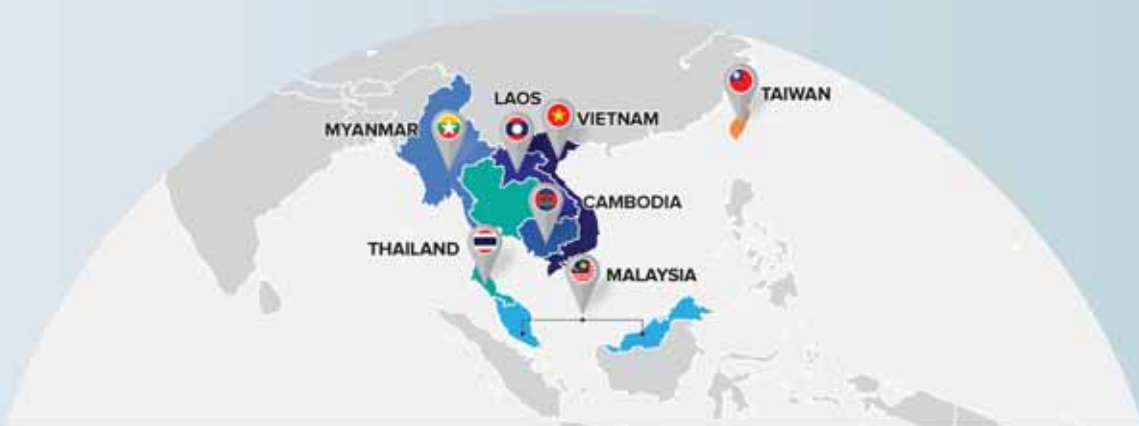 LAOS
TAIWAN
VIETNAM
MYANMAR
CAMBODIA
THAILAND
MALAYSIA